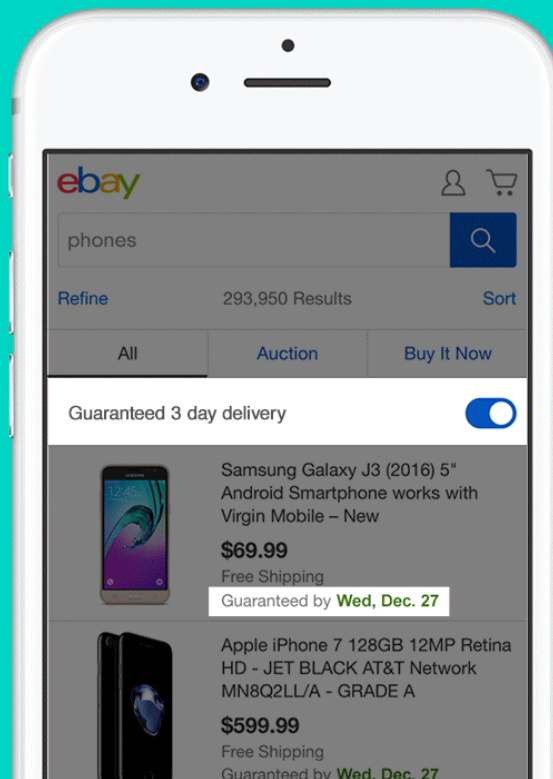 ebay
phones
Refine 293,950 Results Sort
All Auction Buy It Now
Guaranteed 3 day delivery
Samsung Galaxy J3 (2016) 5"
Android Smartphone works with
Virgin Mobile – New
$69.99
Free Shipping
Guaranteed by Wed, Dec. 27
Apple iPhone 7 128GB 12MP Retina
HD - JET BLACK AT&T Network
MN8Q2LL/A - GRADE A
$599.99
Free Shipping
Guaranteed by Wed, Dec. 27